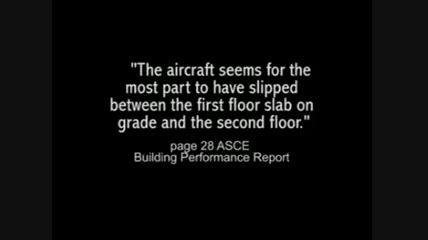 "The aircraft seems for the
most part to have slipped
between the first floor slab on
grade and the second floor."
page 28 ASCE
Building Performance Report